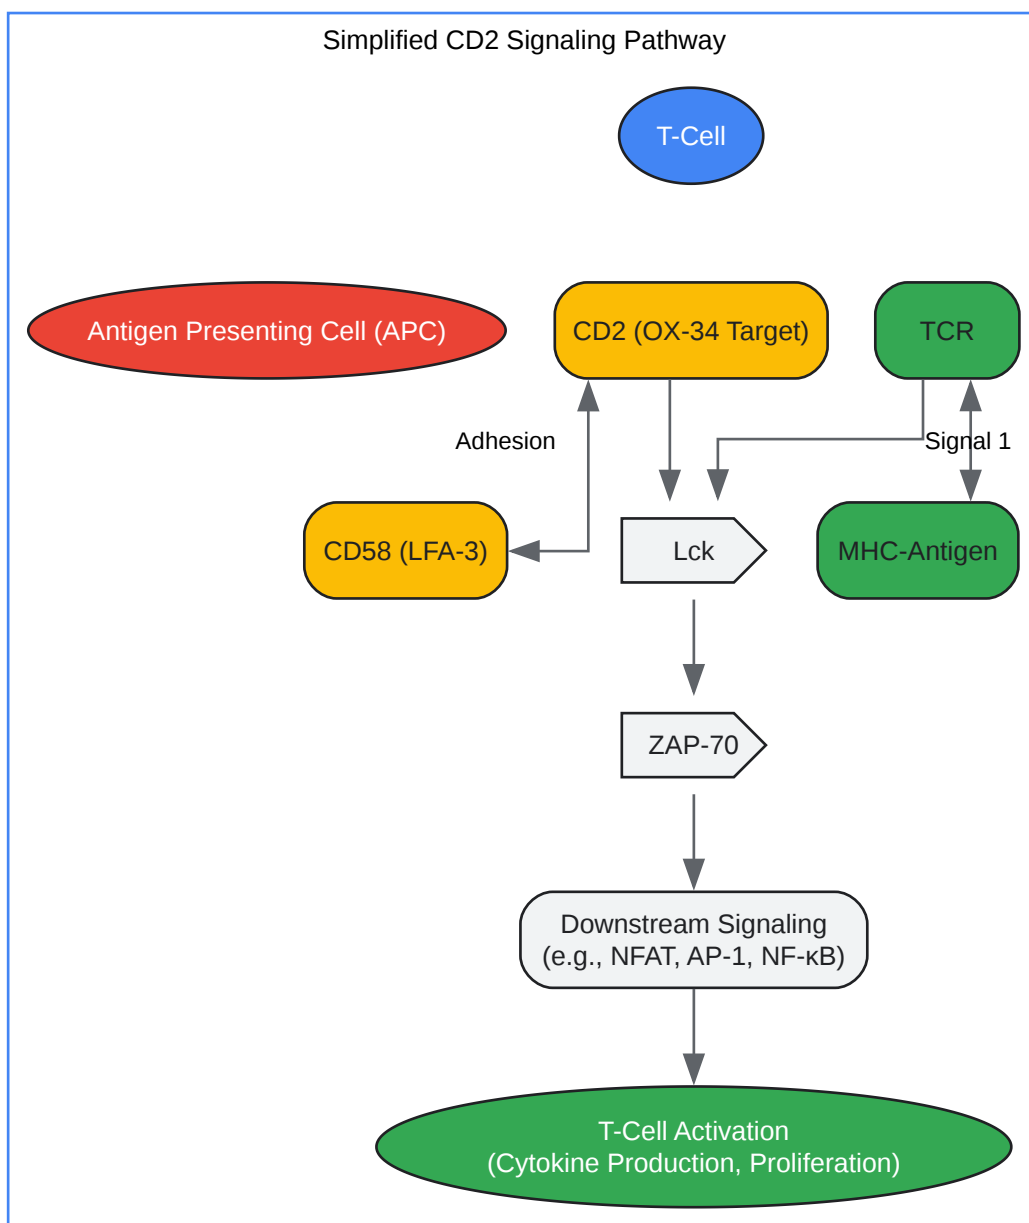 Simplified CD2 Signaling Pathway
T-Cell
Antigen Presenting Cell (APC)
CD2 (OX-34 Target)
TCR
Adhesion
Signal 1
CD58 (LFA-3)
Lck
MHC-Antigen
ZAP-70
Downstream Signaling
(e.g., NFAT, AP-1, NF-κB)
T-Cell Activation
(Cytokine Production, Proliferation)